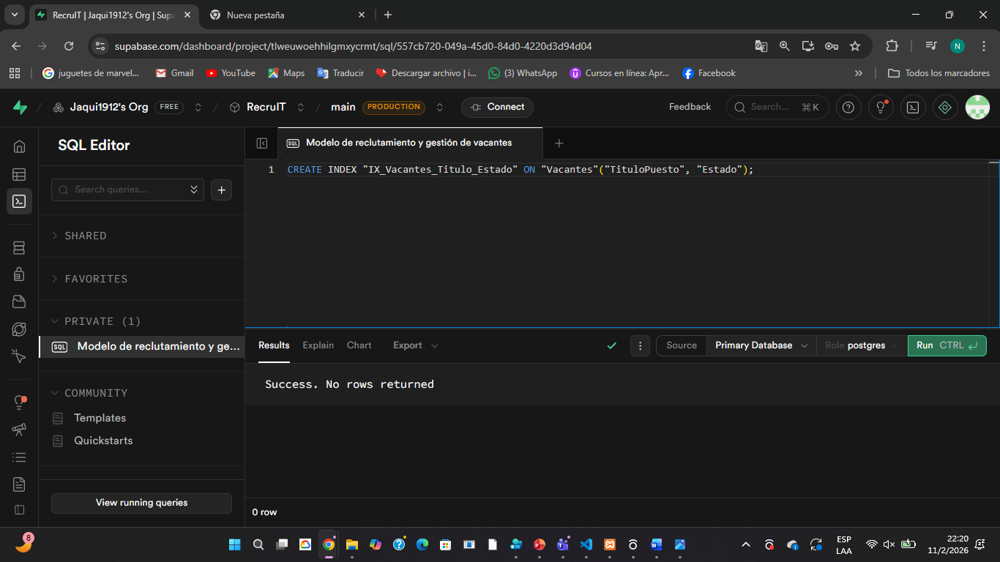 RecruIT | Jaqui1912's Org | Supa
Nueva pestaña
supabase.com/dashboard/project/tlweuwoehhilgmxycrmt/sql/557cb720-049a-45d0-84d0-4220d3d94d04
N
juguetes de marvel...
Gmail
YouTube
Maps
Traducir
Descargar archivo | i...
(3) WhatsApp
Cursos en línea: Apr...
Facebook
Todos los marcadores
Jaqui1912's Org
FREE
RecruIT
main
PRODUCTION
Connect
Feedback
Search...
⌘K
SQL Editor
SQL
Modelo de reclutamiento y gestión de vacantes
1
CREATE INDEX "IX_Vacantes_Titulo_Estado" ON "Vacantes"("TituloPuesto", "Estado");
Search queries...
SHARED
FAVORITES
PRIVATE (1)
SQL
Modelo de reclutamiento y ge...
COMMUNITY
Templates
Quickstarts
View running queries
Results
Explain
Chart
Export
Source
Primary Database
Role postgres
Run CTRL
Success. No rows returned
0 row
8
ESP
LAA
22:20
11/2/2026